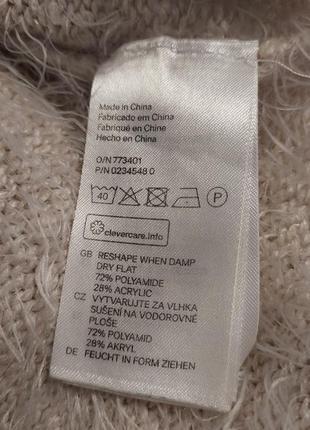 Made in China
Fabricado em China
Fabriqué en Chine
Hecho en China
O/N 773401
P/N 0234548 0
40 P
clevercare.info
GB RESHAPE WHEN DAMP
DRY FLAT
72% POLYAMIDE
28% ACRYLIC
CZ VYTVARUJTE ZA VLHKA
SUŠENÍ NA VODOROVNÉ
PLOŠE
72% POLYAMID
28% AKRYL
DE FEUCHT IN FORM ZIEHEN